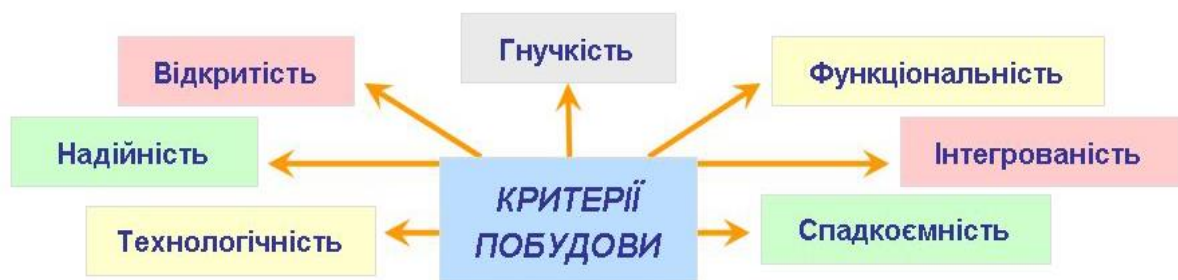 Гнучкість
Відкритість
Функціональність
Надійність
Інтегрованість
КРИТЕРІЇ
ПОБУДОВИ
Технологічність
Спадкоємність